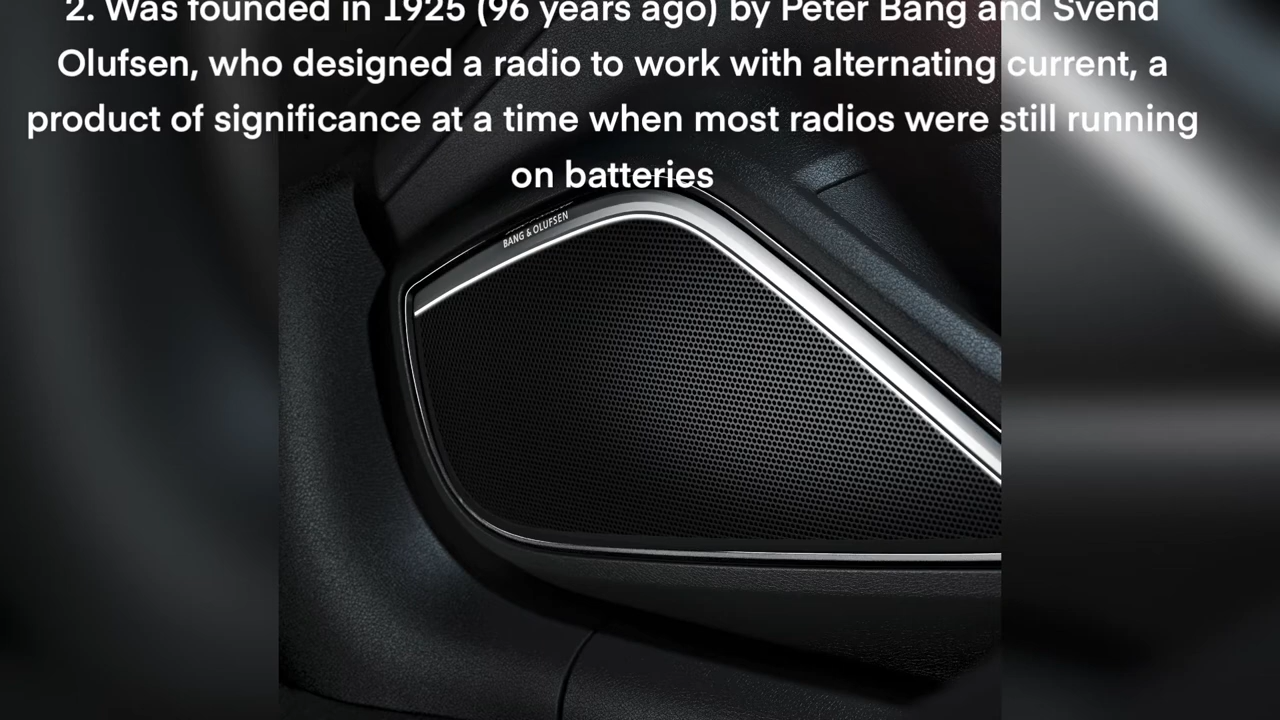 2. Was founded in 1925 (96 years ago) by Peter Bang and Svend
Olufsen, who designed a radio to work with alternating current, a
product of significance at a time when most radios were still running
on batteries
BANG & OLUFSEN